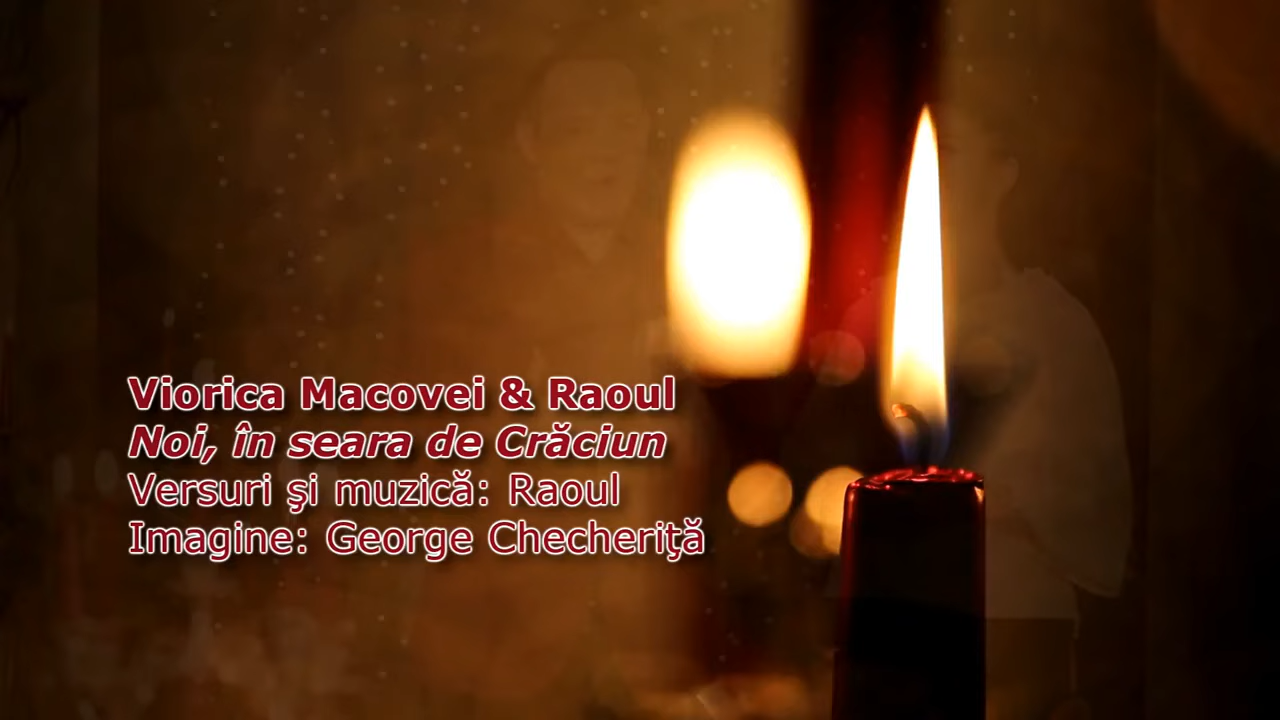 Viorica Macovei & Raoul
Noi, în seara de Crăciun
Versuri şi muzică: Raoul
Imagine: George Checheriţă